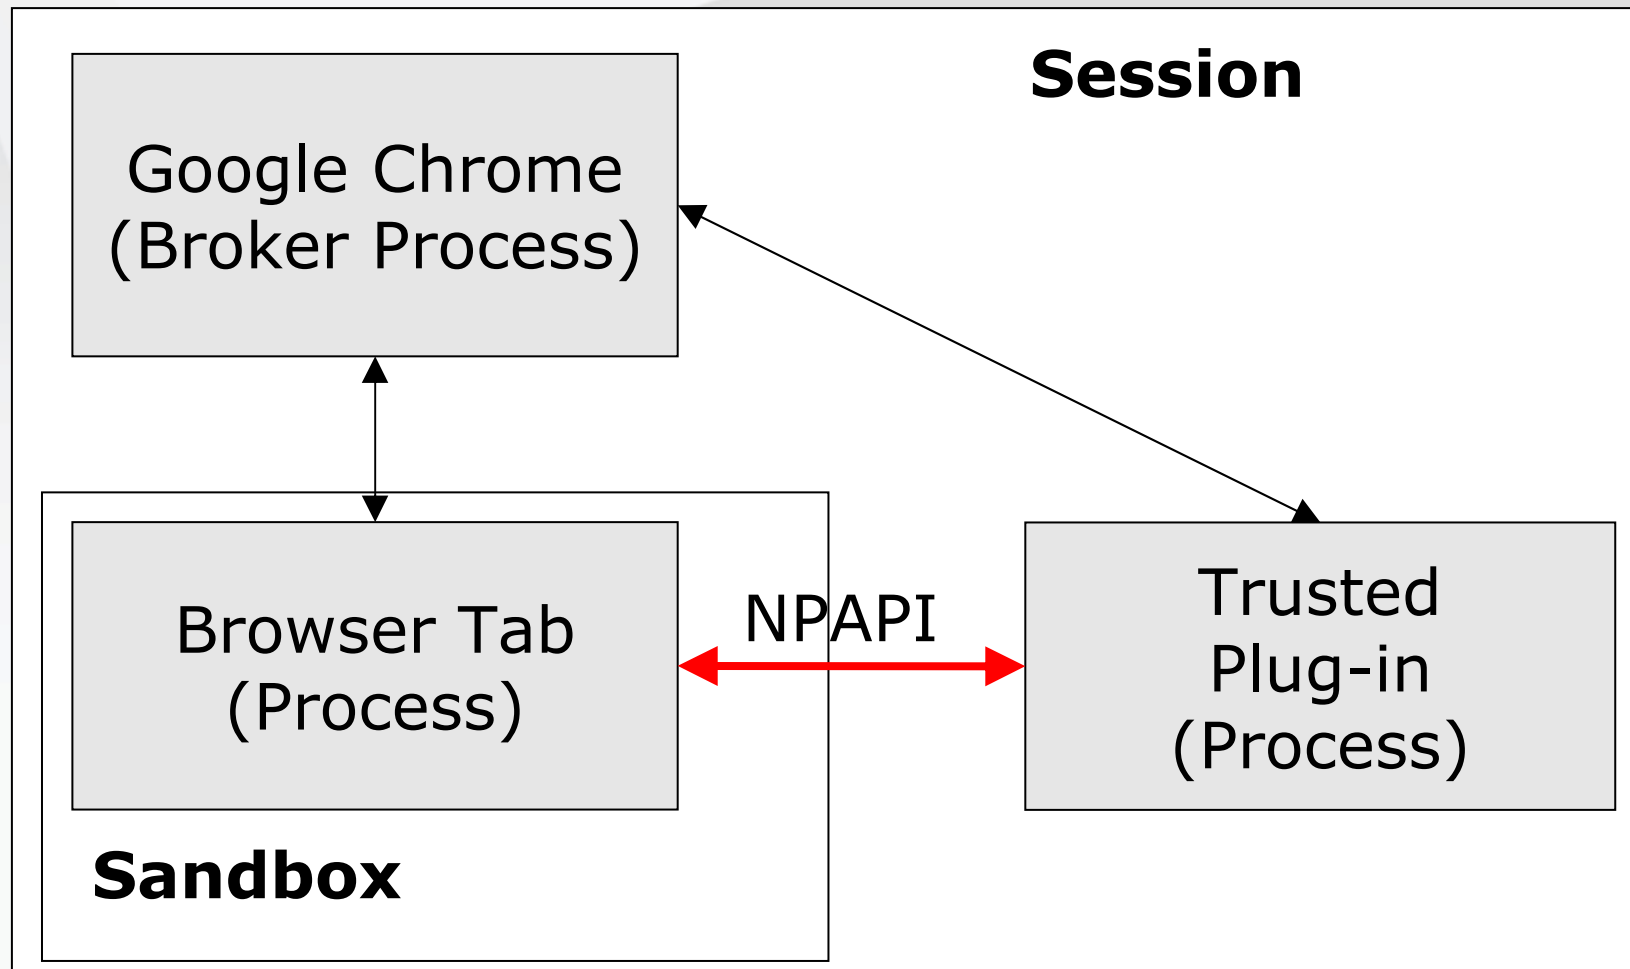 Session
Google Chrome
(Broker Process)
Browser Tab
(Process)
NPAPI
Trusted
Plug-in
(Process)
Sandbox